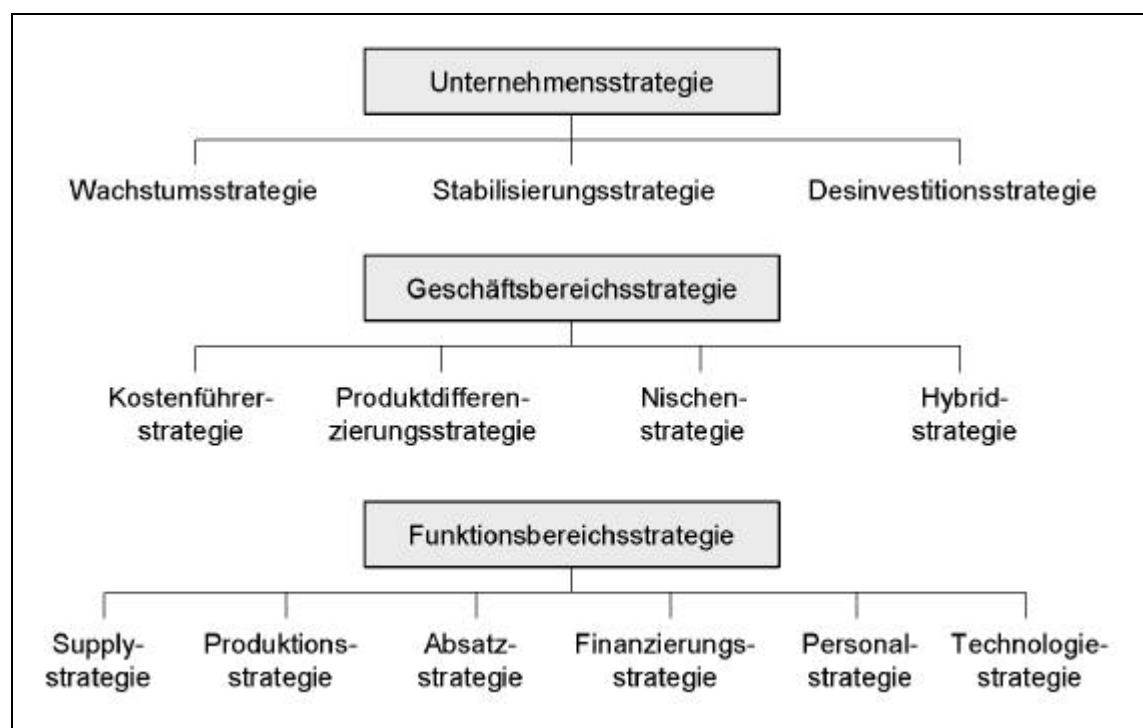 Unternehmensstrategie
Wachstumsstrategie Stabilisierungsstrategie Desinvestitionsstrategie
Geschäftsbereichsstrategie
Kostenführer- Produktdifferen- Nischen- Hybrid-
strategie zierungsstrategie strategie strategie
Funktionsbereichsstrategie
Supply- Produktions- Absatz- Finanzierungs- Personal- Technologie-
strategie strategie strategie strategie strategie strategie